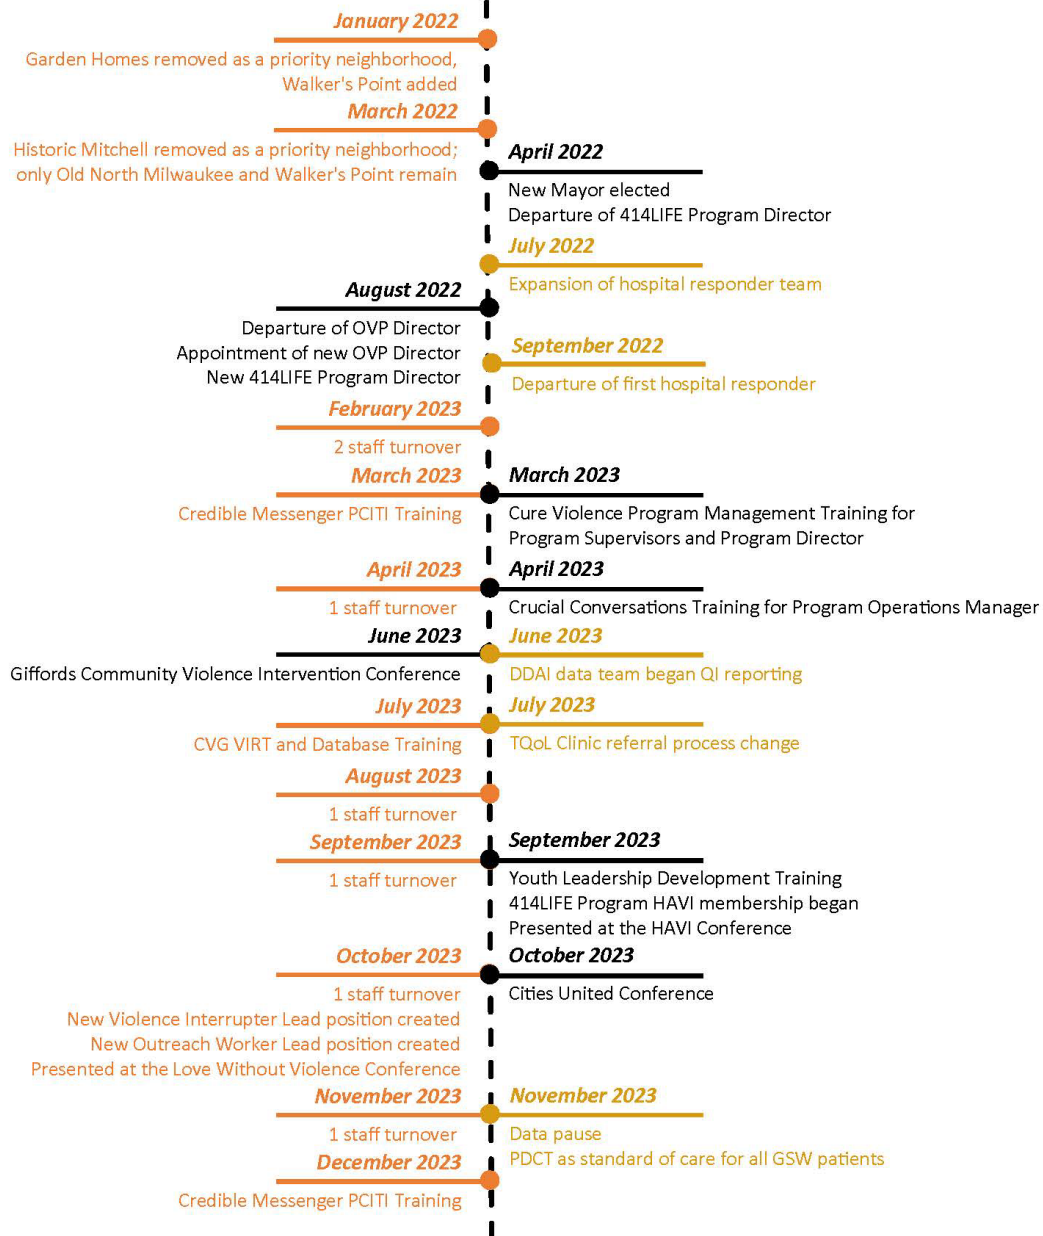 January 2022
Garden Homes removed as a priority neighborhood,
Walker's Point added
March 2022
Historic Mitchell removed as a priority neighborhood;
only Old North Milwaukee and Walker's Point remain
April 2022
New Mayor elected
Departure of 414LIFE Program Director
July 2022
Expansion of hospital responder team
August 2022
Departure of OVP Director
Appointment of new OVP Director
New 414LIFE Program Director
September 2022
Departure of first hospital responder
February 2023
2 staff turnover
March 2023
Credible Messenger PCITI Training
March 2023
Cure Violence Program Management Training for
Program Supervisors and Program Director
April 2023
1 staff turnover
April 2023
Crucial Conversations Training for Program Operations Manager
June 2023
Giffords Community Violence Intervention Conference
June 2023
DDAI data team began QI reporting
July 2023
CVG VIRT and Database Training
July 2023
TQoL Clinic referral process change
August 2023
1 staff turnover
September 2023
1 staff turnover
September 2023
Youth Leadership Development Training
414LIFE Program HAVI membership began
Presented at the HAVI Conference
October 2023
1 staff turnover
New Violence Interrupter Lead position created
New Outreach Worker Lead position created
Presented at the Love Without Violence Conference
October 2023
Cities United Conference
November 2023
1 staff turnover
November 2023
Data pause
PDCT as standard of care for all GSW patients
December 2023
Credible Messenger PCITI Training